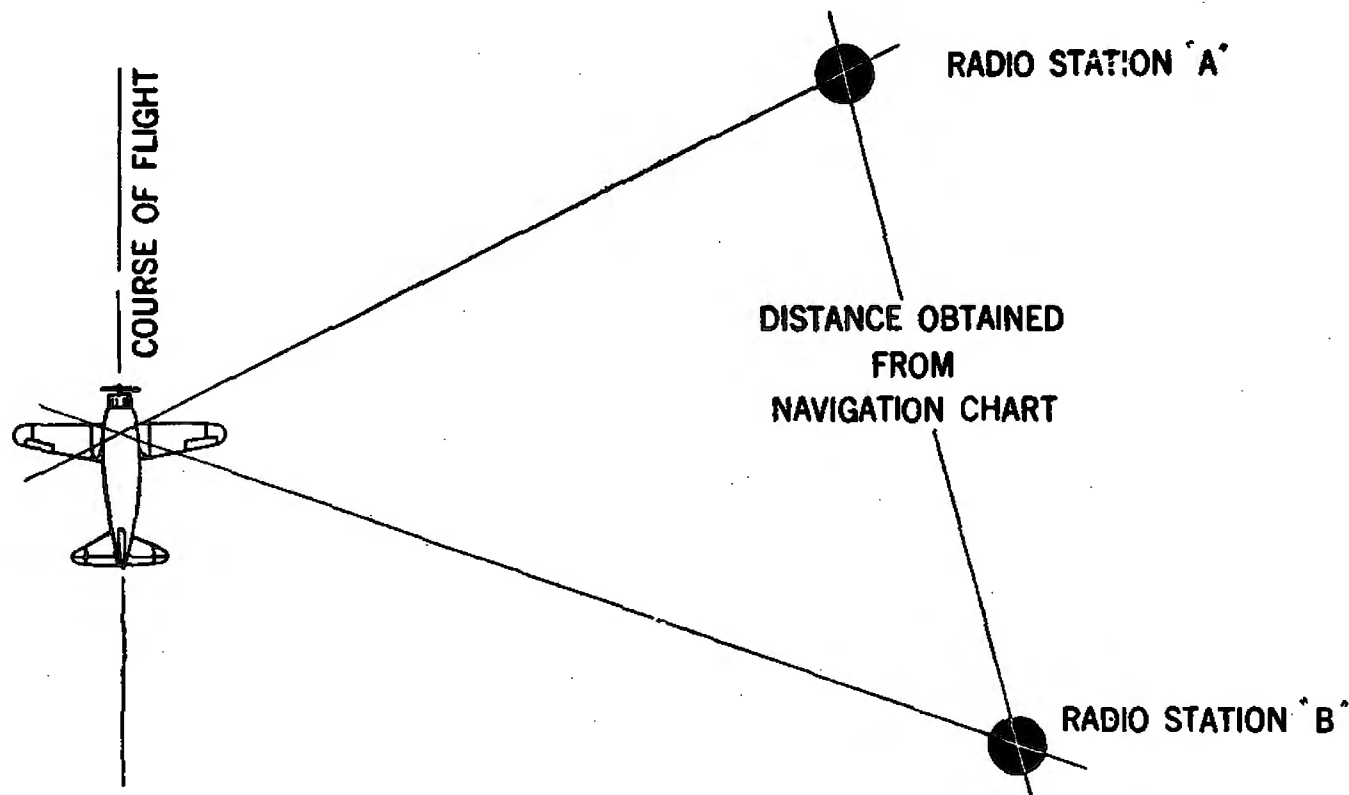 RADIO STATION "A"
COURSE OF FLIGHT
DISTANCE OBTAINED
FROM
NAVIGATION CHART
RADIO STATION "B"